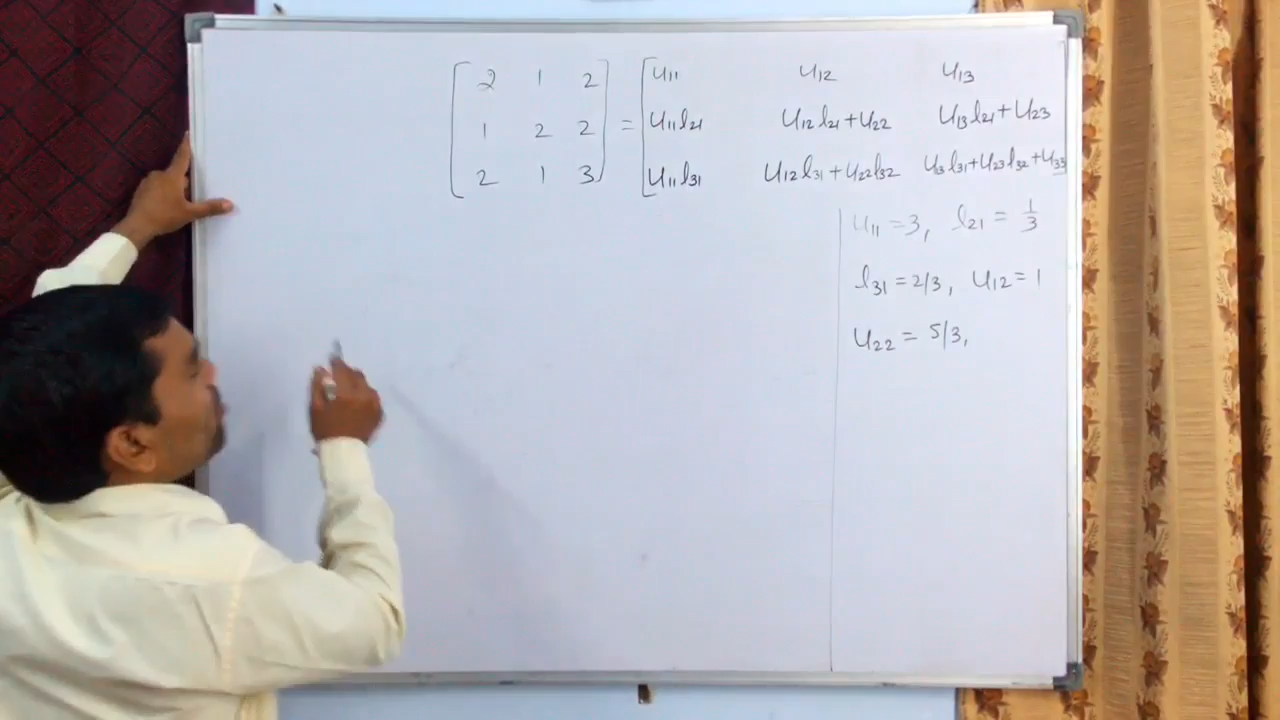 [2 1 2; 1 2 2; 2 1 3] = [u11 u12 u13; u11l21 u12l21+u22 u13l21+u23; u11l31 u12l31+u22l32 u13l31+u23l32+u33]
u11 = 3, l21 = 1/3
l31 = 2/3, u12 = 1
u22 = 5/3,